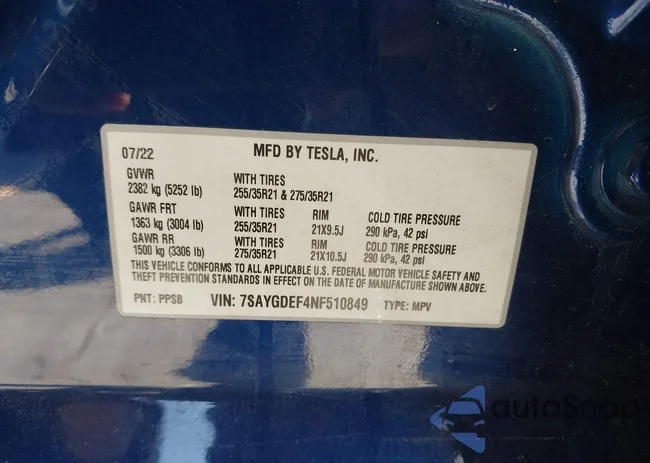 07/22 MFD BY TESLA, INC.
GVWR WITH TIRES
2382 kg (5252 lb) 255/35R21 & 275/35R21
GAWR FRT WITH TIRES RIM COLD TIRE PRESSURE
1363 kg (3004 lb) 255/35R21 21X9.5J 290 kPa, 42 psi
GAWR RR WITH TIRES RIM COLD TIRE PRESSURE
1500 kg (3306 lb) 275/35R21 21X10.5J 290 kPa, 42 psi
THIS VEHICLE CONFORMS TO ALL APPLICABLE U.S. FEDERAL MOTOR VEHICLE SAFETY AND
THEFT PREVENTION STANDARDS IN EFFECT ON THE DATE OF MANUFACTURE SHOWN ABOVE.
PNT: PPSB VIN: 7SAYGDEF4NF510849 TYPE: MPV
autoSnap